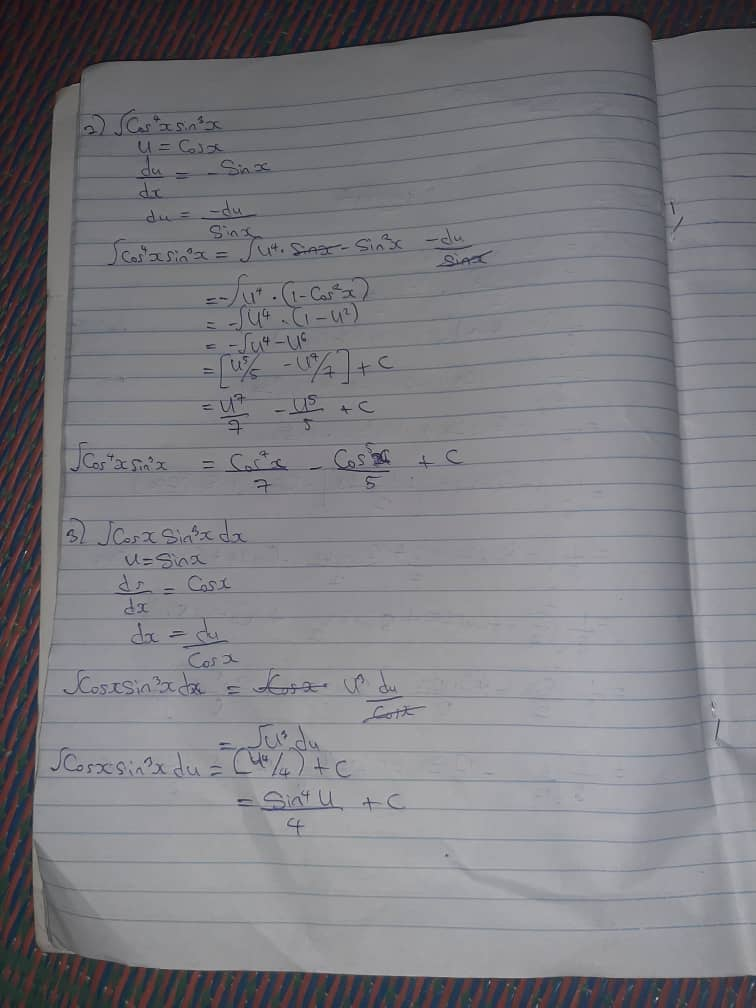 2) ∫Cos⁴x sin³x
u = Cosx
du/dx = -Sinx
du = -du/Sinx
∫Cos⁴x sin³x = ∫u⁴. sinx - Sin²x -du/sinx
= -∫u⁴ . (1 - Cos²x)
= -∫u⁴ . (1 - u²)
= -∫u⁴ - u⁶
= [u⁵/5 - u⁷/7] + C
= u⁷/7 - u⁵/5 + C
∫Cos⁴x sin³x = Cos⁷x/7 - Cos⁵x/5 + C
3) ∫Cosx Sin³x dx
u = Sinx
du/dx = Cosx
dx = du/Cosx
∫Cosx sin³x dx = ∫Cosx . u³ du/Cosx
= ∫u³ du
∫Cosx sin³x du = (u⁴/4) + C
= Sin⁴u/4 + C